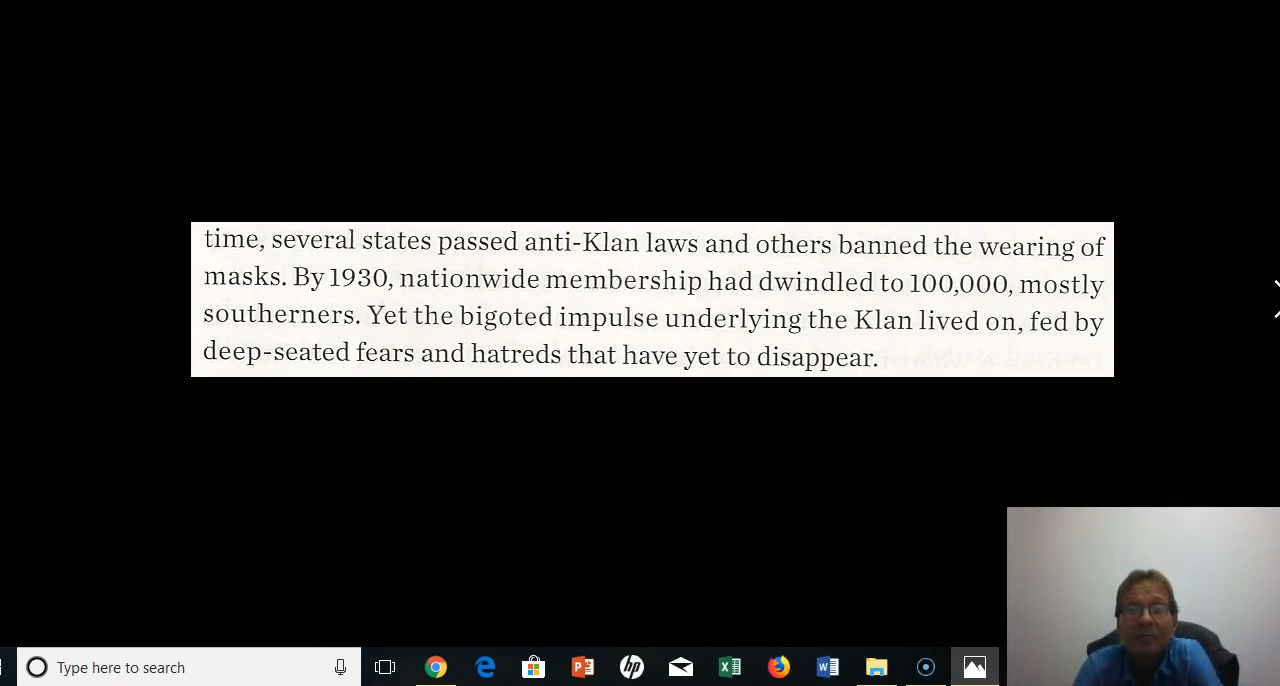 time, several states passed anti-Klan laws and others banned the wearing of
masks. By 1930, nationwide membership had dwindled to 100,000, mostly
southerners. Yet the bigoted impulse underlying the Klan lived on, fed by
deep-seated fears and hatreds that have yet to disappear.
Type here to search